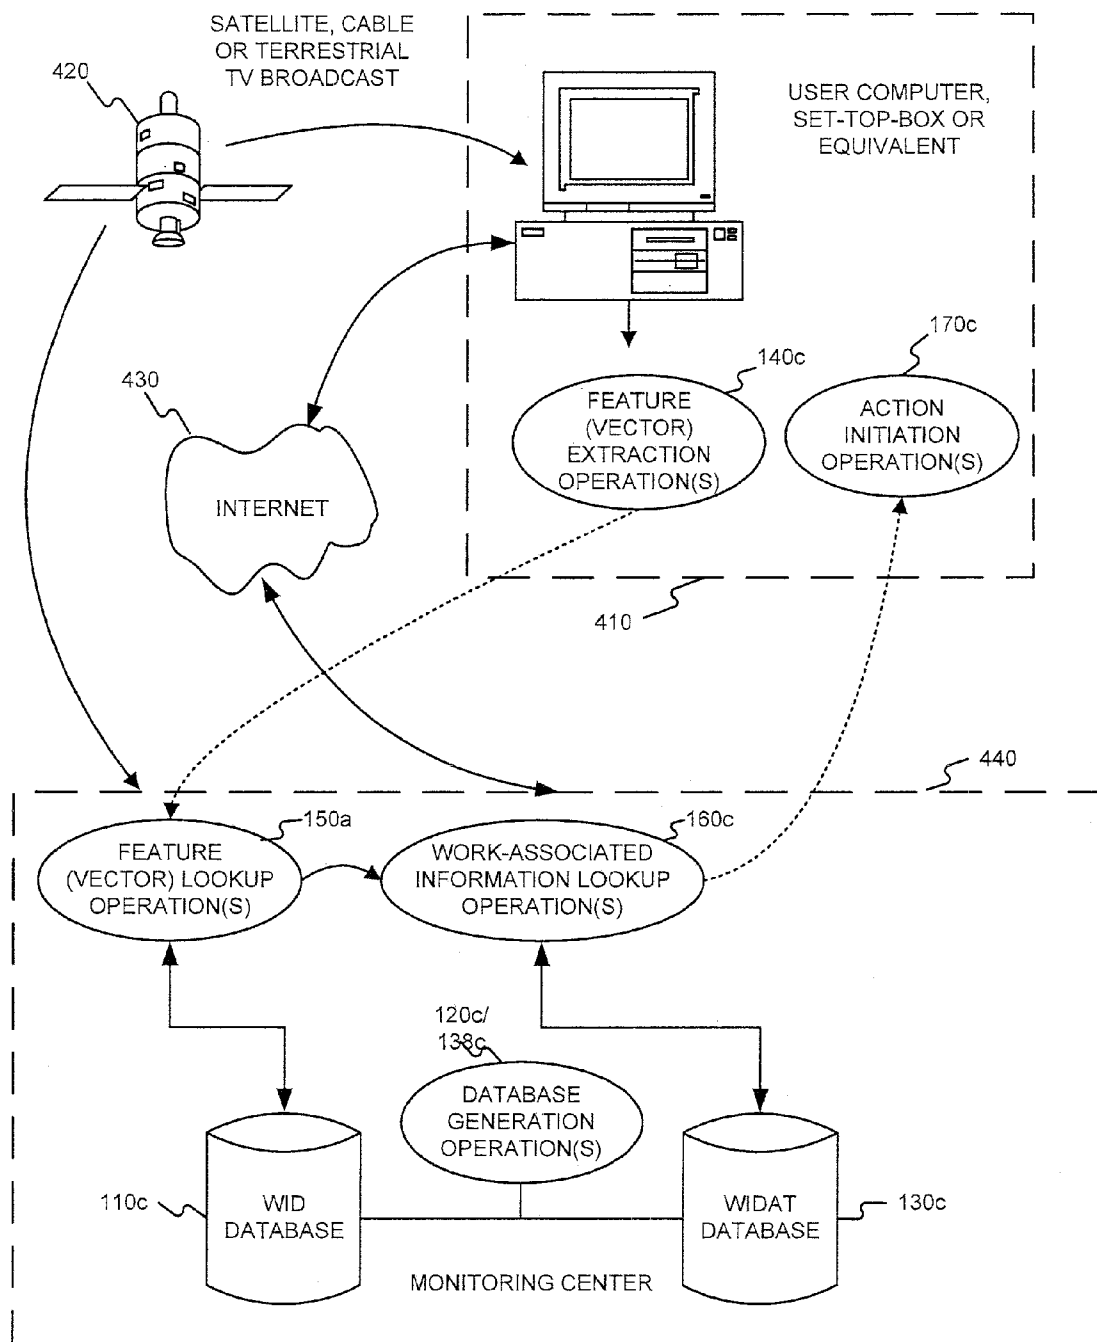 SATELLITE, CABLE
OR TERRESTRIAL
TV BROADCAST
420
USER COMPUTER,
SET-TOP-BOX OR
EQUIVALENT
170c
140c
430
FEATURE
(VECTOR)
EXTRACTION
OPERATION(S)
ACTION
INITIATION
OPERATION(S)
INTERNET
410
440
150a
160c
FEATURE
(VECTOR) LOOKUP
OPERATION(S)
WORK-ASSOCIATED
INFORMATION LOOKUP
OPERATION(S)
120c/
138c
DATABASE
GENERATION
OPERATION(S)
110c
WID
DATABASE
WIDAT
DATABASE
130c
MONITORING CENTER